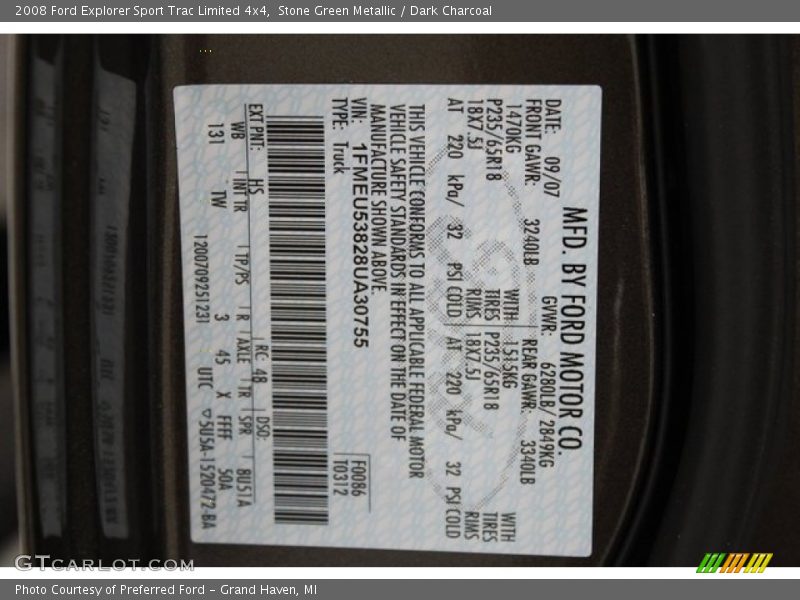 2008 Ford Explorer Sport Trac Limited 4x4, Stone Green Metallic / Dark Charcoal
MFD. BY FORD MOTOR CO.
DATE: 09/07 GVWR: 6280LB/ 2849KG
FRONT GAWR: 3240LB REAR GAWR: 3340LB
1470KG WITH 1515KG WITH
P235/65R18 TIRES P235/65R18 TIRES
18X7.5J RIMS 18X7.5J RIMS
AT 220 kPa/ 32 PSI COLD AT 220 kPa/ 32 PSI COLD
THIS VEHICLE CONFORMS TO ALL APPLICABLE FEDERAL MOTOR
VEHICLE SAFETY STANDARDS IN EFFECT ON THE DATE OF
MANUFACTURE SHOWN ABOVE.
VIN: 1FMEU53828UA30755
TYPE: Truck
F0086
T0312
EXT PNT: HS RC: 48 DSO:
WB INT TR TP/PS R AXLE TR SPR BUS1A
131 TW 3 45 X FFFF 50A
1200709251231 UTC ▽5U5A-1520472-BA
GTCARLOT.COM
Photo Courtesy of Preferred Ford - Grand Haven, MI